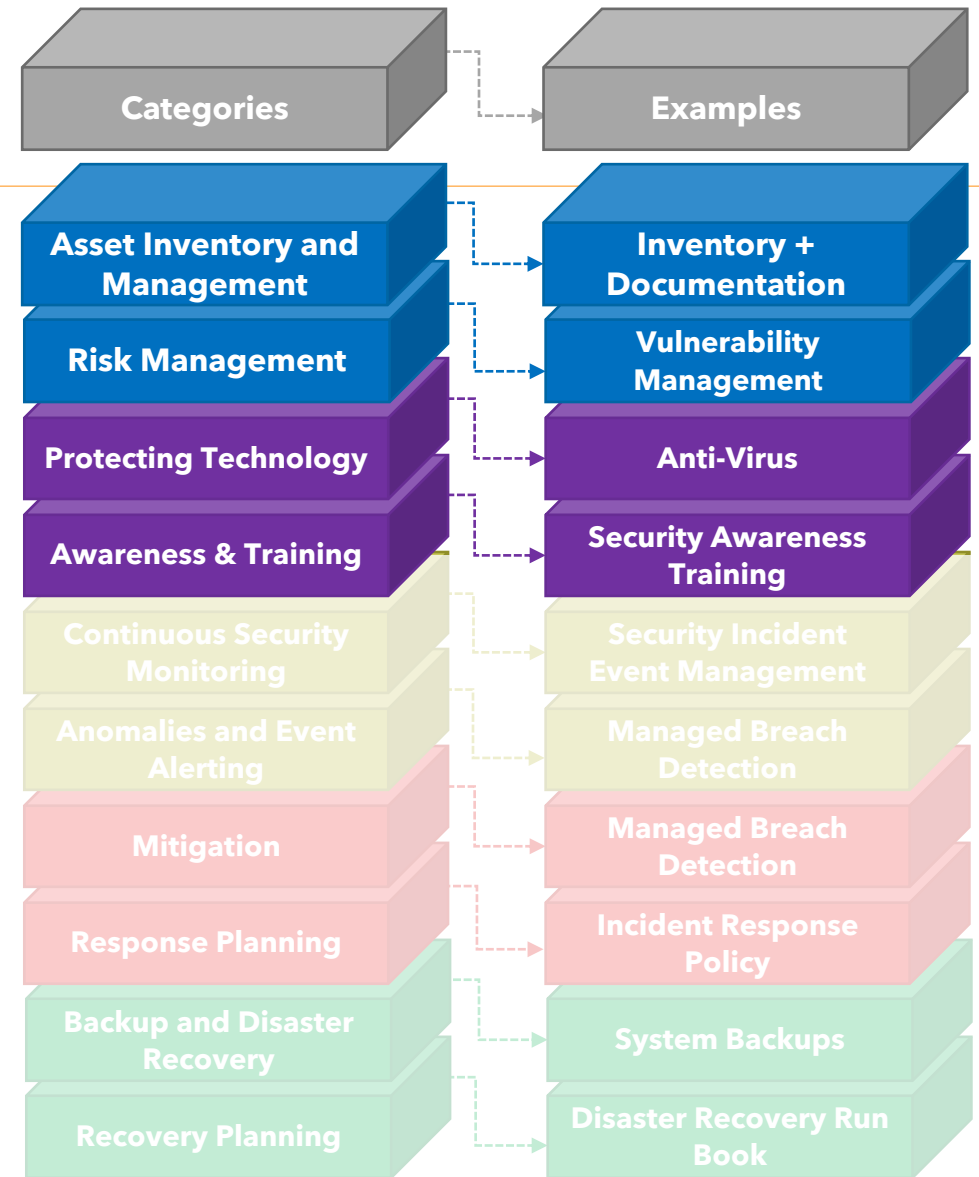 Categories
Examples
Asset Inventory and
Management
Inventory +
Documentation
Risk Management
Vulnerability
Management
Protecting Technology
Anti-Virus
Awareness & Training
Security Awareness
Training
Continuous Security
Monitoring
Security Incident
Event Management
Anomalies and Event
Alerting
Managed Breach
Detection
Mitigation
Managed Breach
Detection
Response Planning
Incident Response
Policy
Backup and Disaster
Recovery
System Backups
Recovery Planning
Disaster Recovery Run
Book